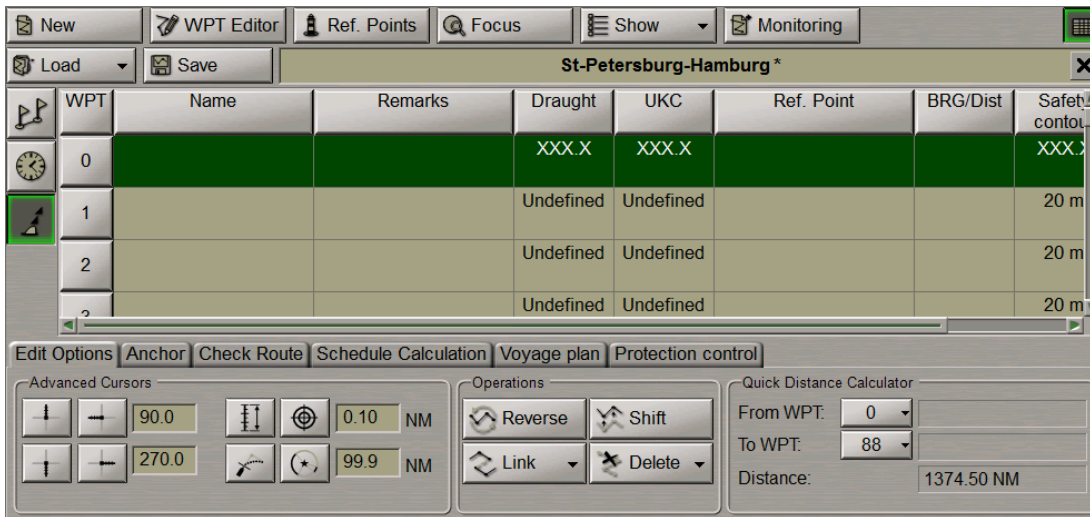 New WPT Editor Ref. Points Focus Show Monitoring
Load Save St-Petersburg-Hamburg *
WPT Name Remarks Draught UKC Ref. Point BRG/Dist Safety
contou
0 XXX.X XXX.X XXX.X
1 Undefined Undefined 20 m
2 Undefined Undefined 20 m
Undefined Undefined 20 m
Edit Options Anchor Check Route Schedule Calculation Voyage plan Protection control
Advanced Cursors Operations Quick Distance Calculator
90.0 0.10 NM Reverse Shift From WPT: 0
270.0 99.9 NM Link Delete To WPT: 88
Distance: 1374.50 NM